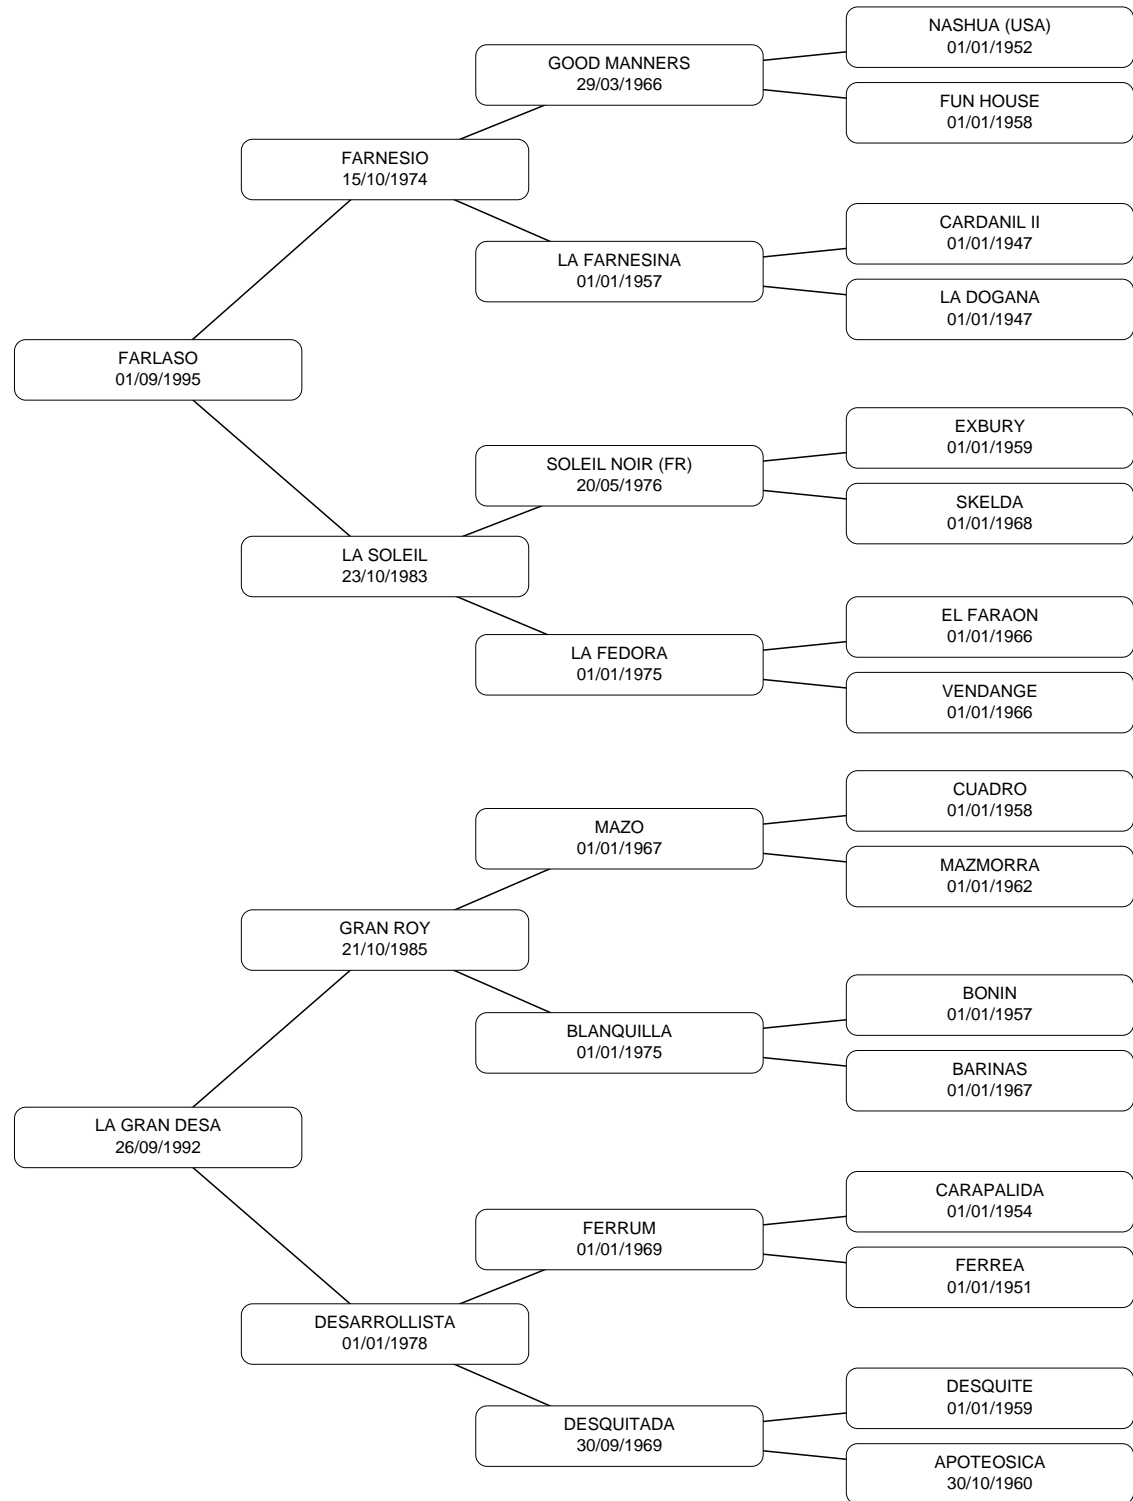 NASHUA (USA)
01/01/1952
GOOD MANNERS
29/03/1966
FUN HOUSE
01/01/1958
FARNESIO
15/10/1974
CARDANIL II
01/01/1947
LA FARNESINA
01/01/1957
LA DOGANA
01/01/1947
FARLASO
01/09/1995
EXBURY
01/01/1959
SOLEIL NOIR (FR)
20/05/1976
SKELDA
01/01/1968
LA SOLEIL
23/10/1983
EL FARAON
01/01/1966
LA FEDORA
01/01/1975
VENDANGE
01/01/1966
CUADRO
01/01/1958
MAZO
01/01/1967
MAZMORRA
01/01/1962
GRAN ROY
21/10/1985
BONIN
01/01/1957
BLANQUILLA
01/01/1975
BARINAS
01/01/1967
LA GRAN DESA
26/09/1992
CARAPALIDA
01/01/1954
FERRUM
01/01/1969
FERREA
01/01/1951
DESARROLLISTA
01/01/1978
DESQUITE
01/01/1959
DESQUITADA
30/09/1969
APOTEOSICA
30/10/1960